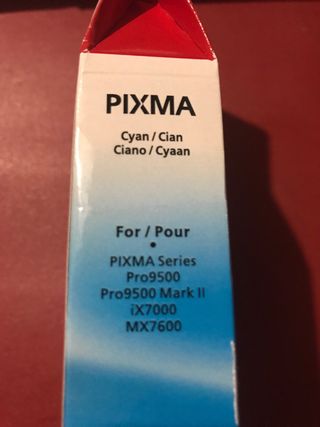 PIXMA
Cyan / Cian
Ciano / Cyaan
For / Pour
PIXMA Series
Pro9500
Pro9500 Mark II
iX7000
MX7600